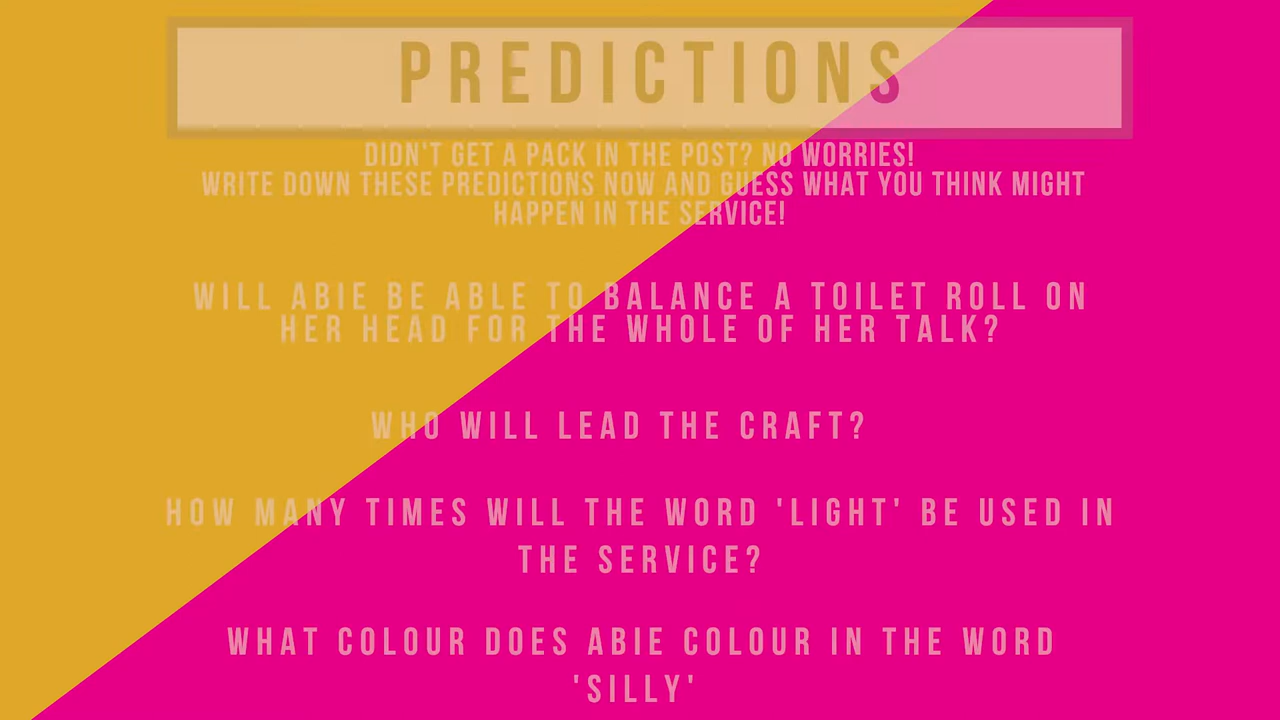 PREDICTIONS
DIDN'T GET A PACK IN THE POST? NO WORRIES!
WRITE DOWN THESE PREDICTIONS NOW AND GUESS WHAT YOU THINK MIGHT
HAPPEN IN THE SERVICE!
WILL ABIE BE ABLE TO BALANCE A TOILET ROLL ON
HER HEAD FOR THE WHOLE OF HER TALK?
WHO WILL LEAD THE CRAFT?
HOW MANY TIMES WILL THE WORD 'LIGHT' BE USED IN
THE SERVICE?
WHAT COLOUR DOES ABIE COLOUR IN THE WORD
'SILLY'